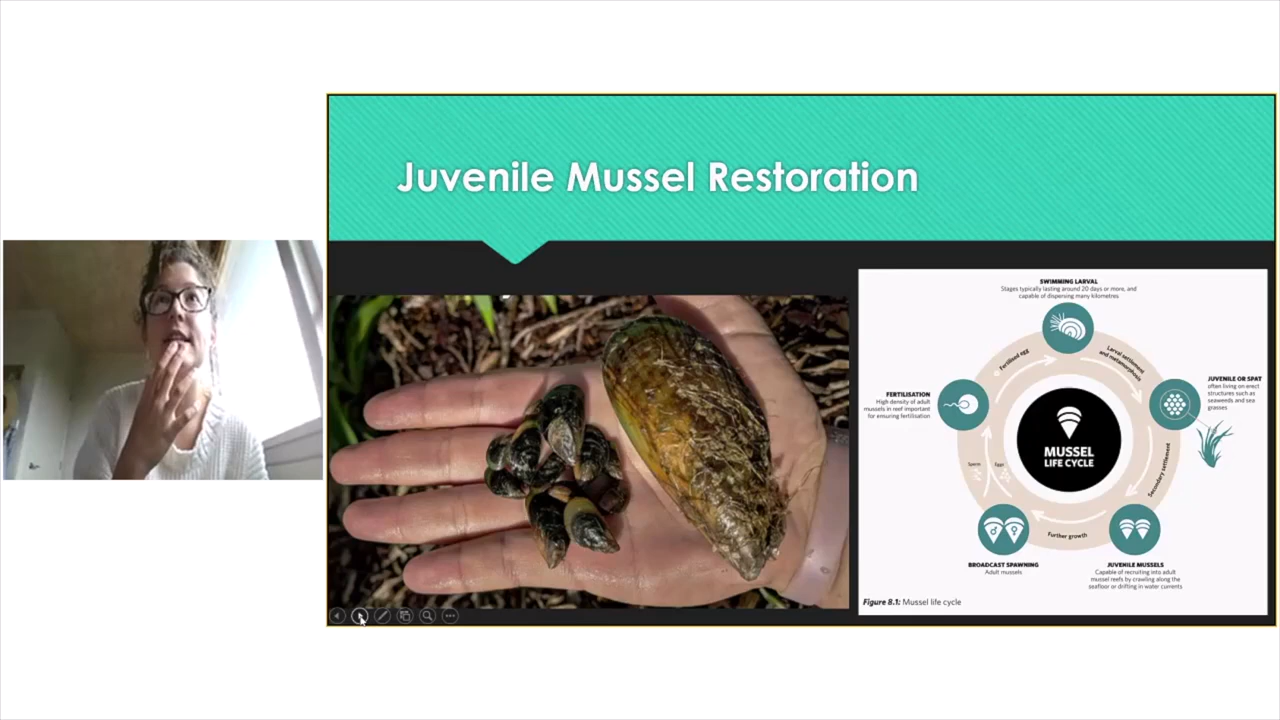 Juvenile Mussel Restoration
SWIMMING LARVAL
Stages typically lasting around 20 days or more, and
capable of dispersing many kilometres
Fertilised egg
Larval settlement
and metamorphosis
JUVENILE OR SPAT
often living on erect
structures such as
seaweeds and sea
grasses
FERTILISATION
High density of adult
mussels in reef important
for ensuring fertilisation
MUSSEL
LIFE CYCLE
Sperm
Eggs
Secondary settlement
Further growth
BROADCAST SPAWNING
Adult mussels
JUVENILE MUSSELS
Capable of recruiting into adult
mussel reefs by crawling along the
seafloor or drifting in water currents
Figure 8.1: Mussel life cycle